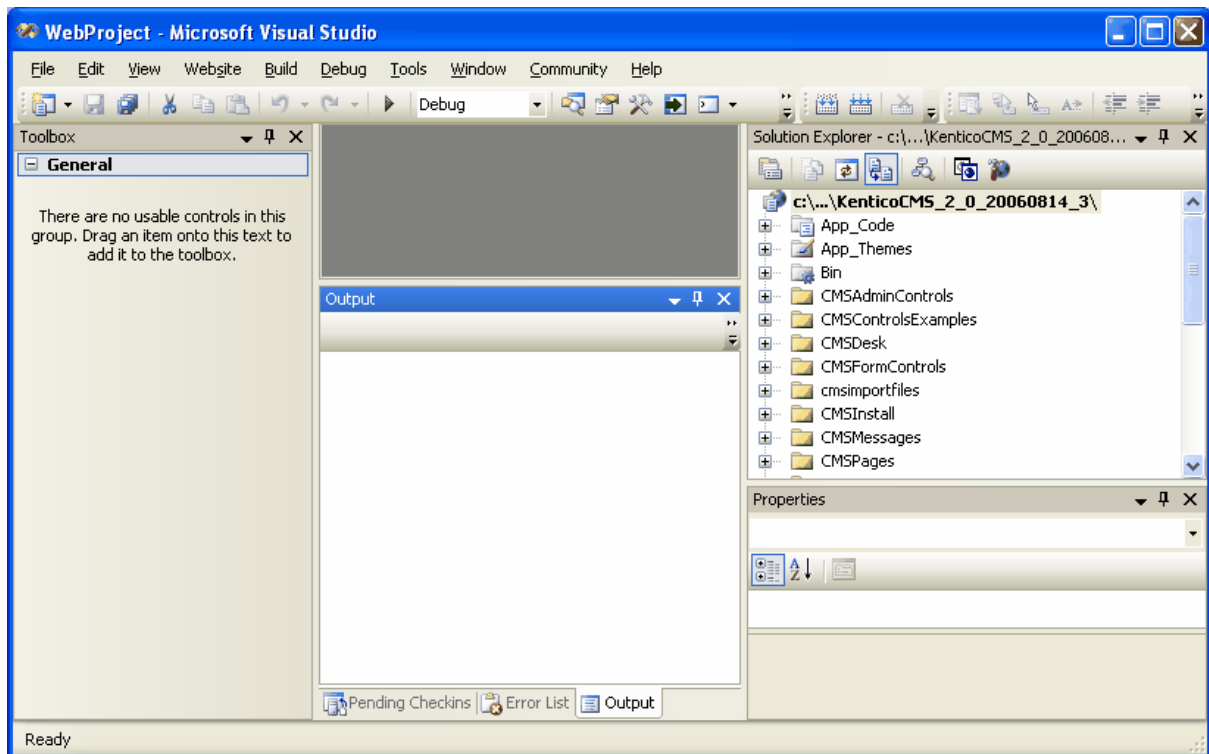 WebProject - Microsoft Visual Studio
File Edit View Website Build Debug Tools Window Community Help
Debug
Toolbox
General
There are no usable controls in this
group. Drag an item onto this text to
add it to the toolbox.
Output
Pending Checkins Error List Output
Solution Explorer - c:\...\KenticoCMS_2_0_200608...
c:\...\KenticoCMS_2_0_20060814_3\
App_Code
App_Themes
Bin
CMSAdminControls
CMSControlsExamples
CMSDesk
CMSFormControls
cmsimportfiles
CMSInstall
CMSMessages
CMSPages
Properties
Ready